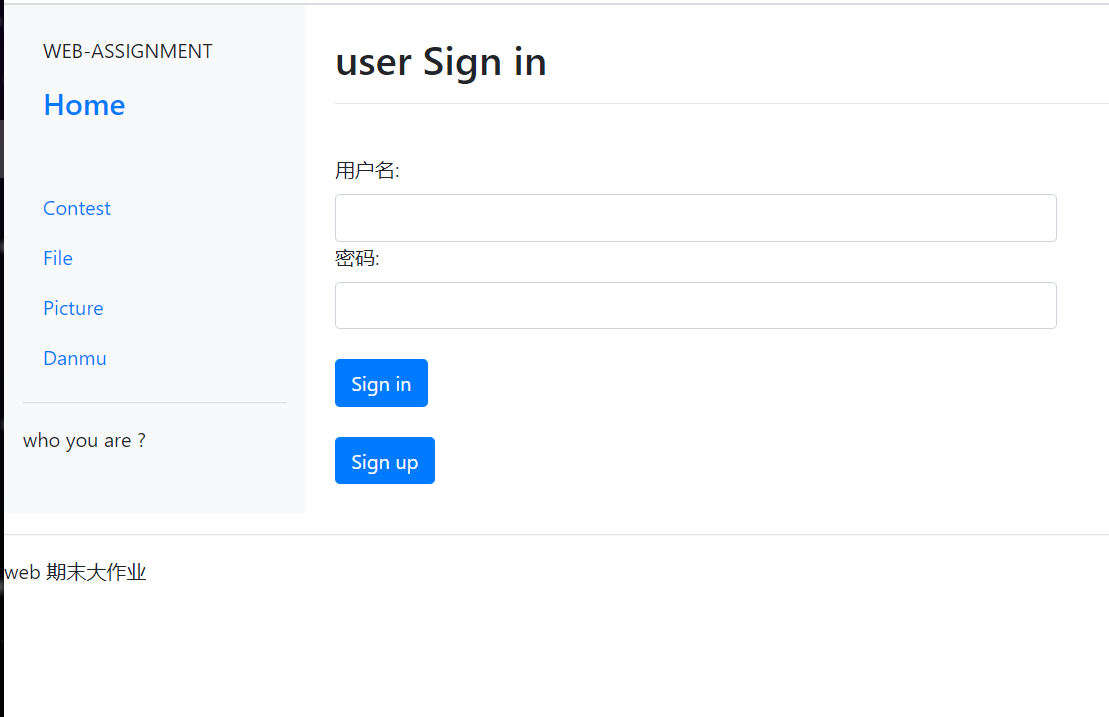 WEB-ASSIGNMENT
Home
Contest
File
Picture
Danmu
who you are ?
user Sign in
用户名:
密码:
Sign in
Sign up
web 期末大作业